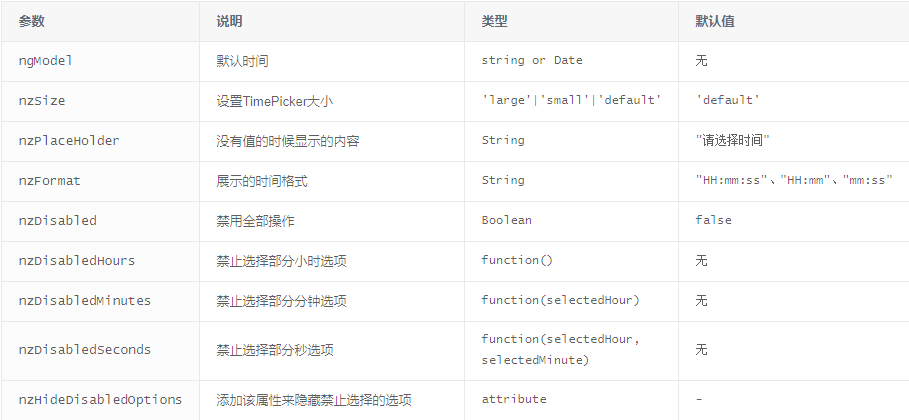 参数 说明 类型 默认值
ngModel 默认时间 string or Date 无
nzSize 设置TimePicker大小 'large'|'small'|'default' 'default'
nzPlaceHolder 没有值的时候显示的内容 String "请选择时间"
nzFormat 展示的时间格式 String "HH:mm:ss"、"HH:mm"、"mm:ss"
nzDisabled 禁用全部操作 Boolean false
nzDisabledHours 禁止选择部分小时选项 function() 无
nzDisabledMinutes 禁止选择部分分钟选项 function(selectedHour) 无
nzDisabledSeconds 禁止选择部分秒选项 function(selectedHour, 无
selectedMinute)
nzHideDisabledOptions 添加该属性来隐藏禁止选择的选项 attribute -